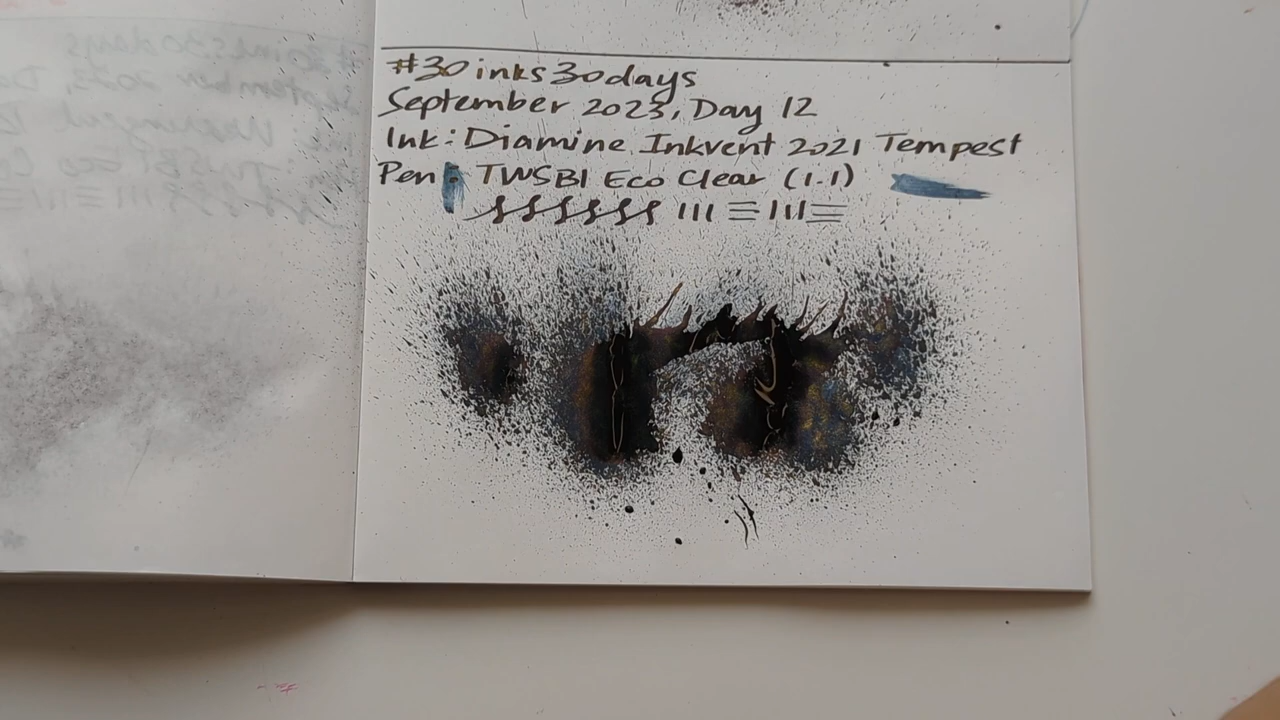 #30inks30days
September 2023, Day 12
Ink: Diamine Inkvent 2021 Tempest
Pen: TWSBI Eco Clear (1.1)